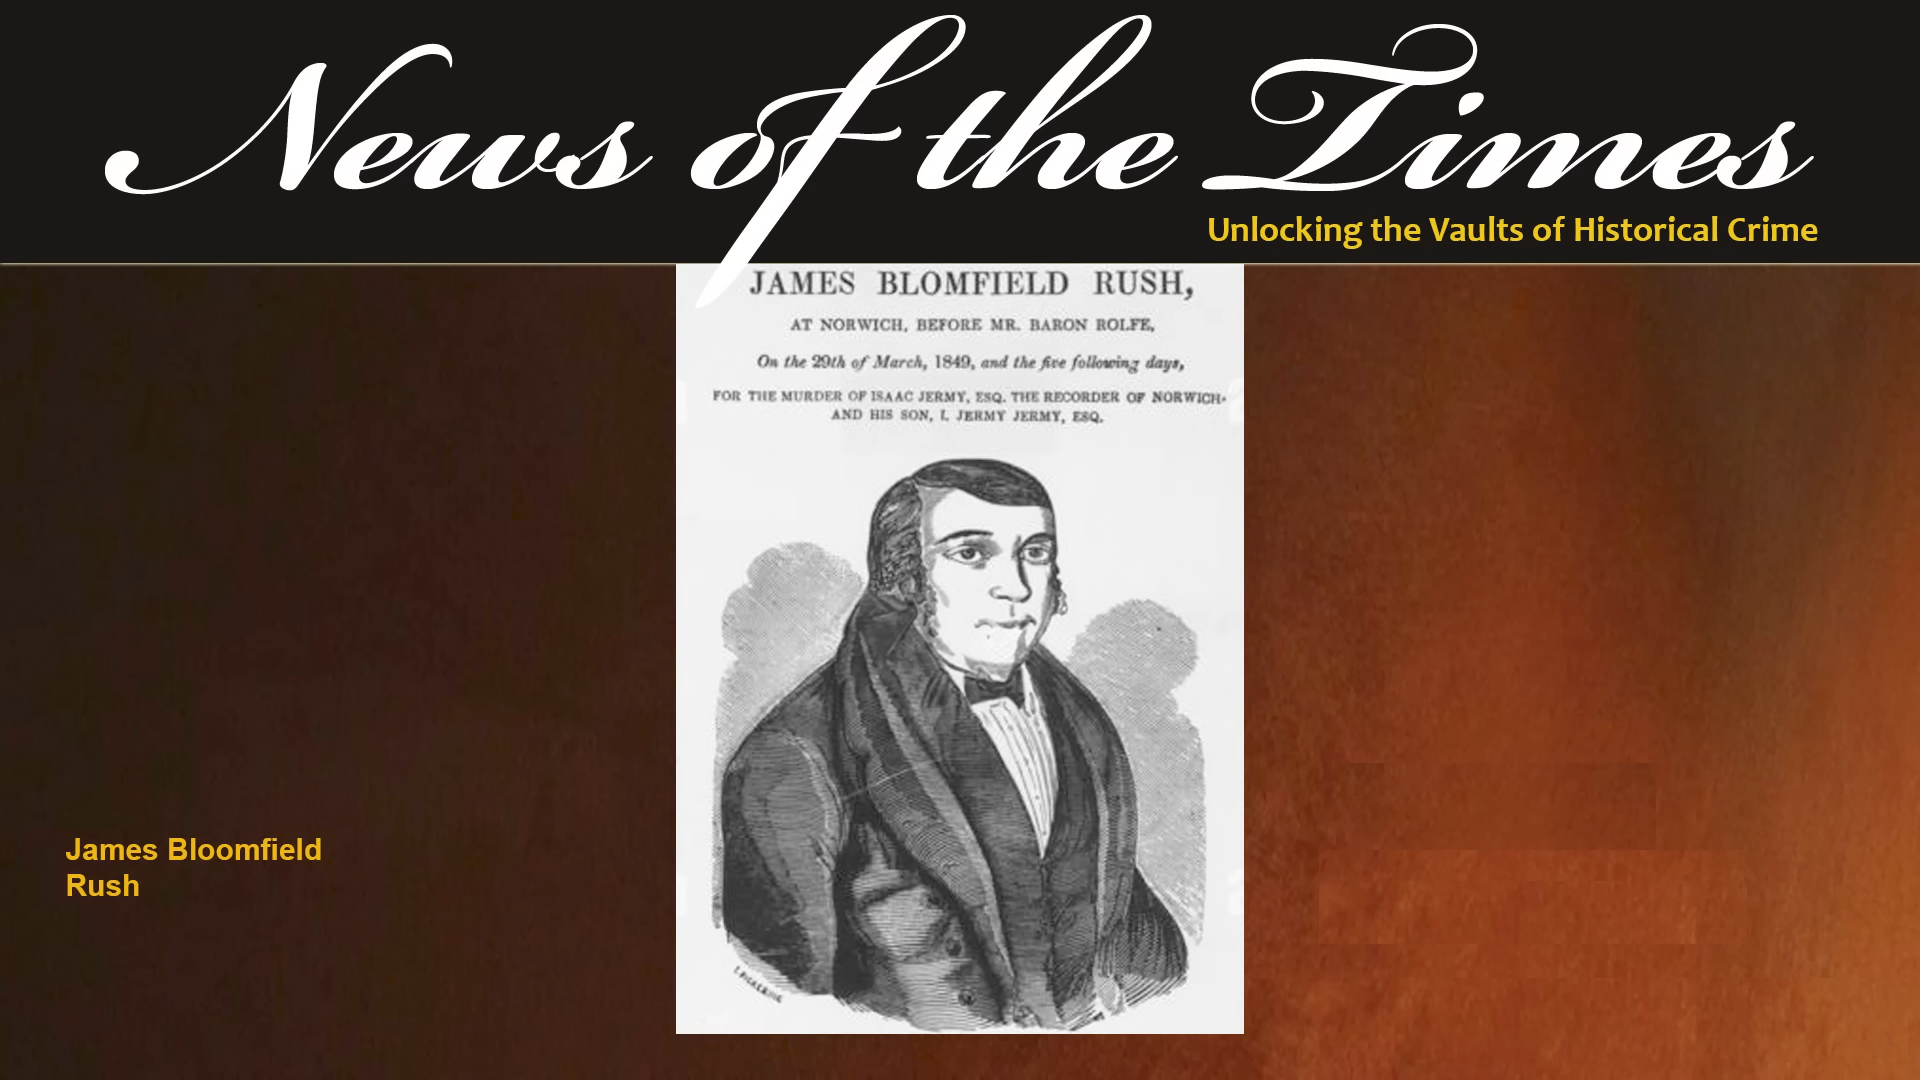 News of the Times
Unlocking the Vaults of Historical Crime
JAMES BLOMFIELD RUSH,
AT NORWICH, BEFORE MR. BARON ROLFE,
On the 29th of March, 1849, and the five following days,
FOR THE MURDER OF ISAAC JERMY, ESQ. THE RECORDER OF NORWICH-
AND HIS SON, I. JERMY JERMY, ESQ.
James Bloomfield
Rush